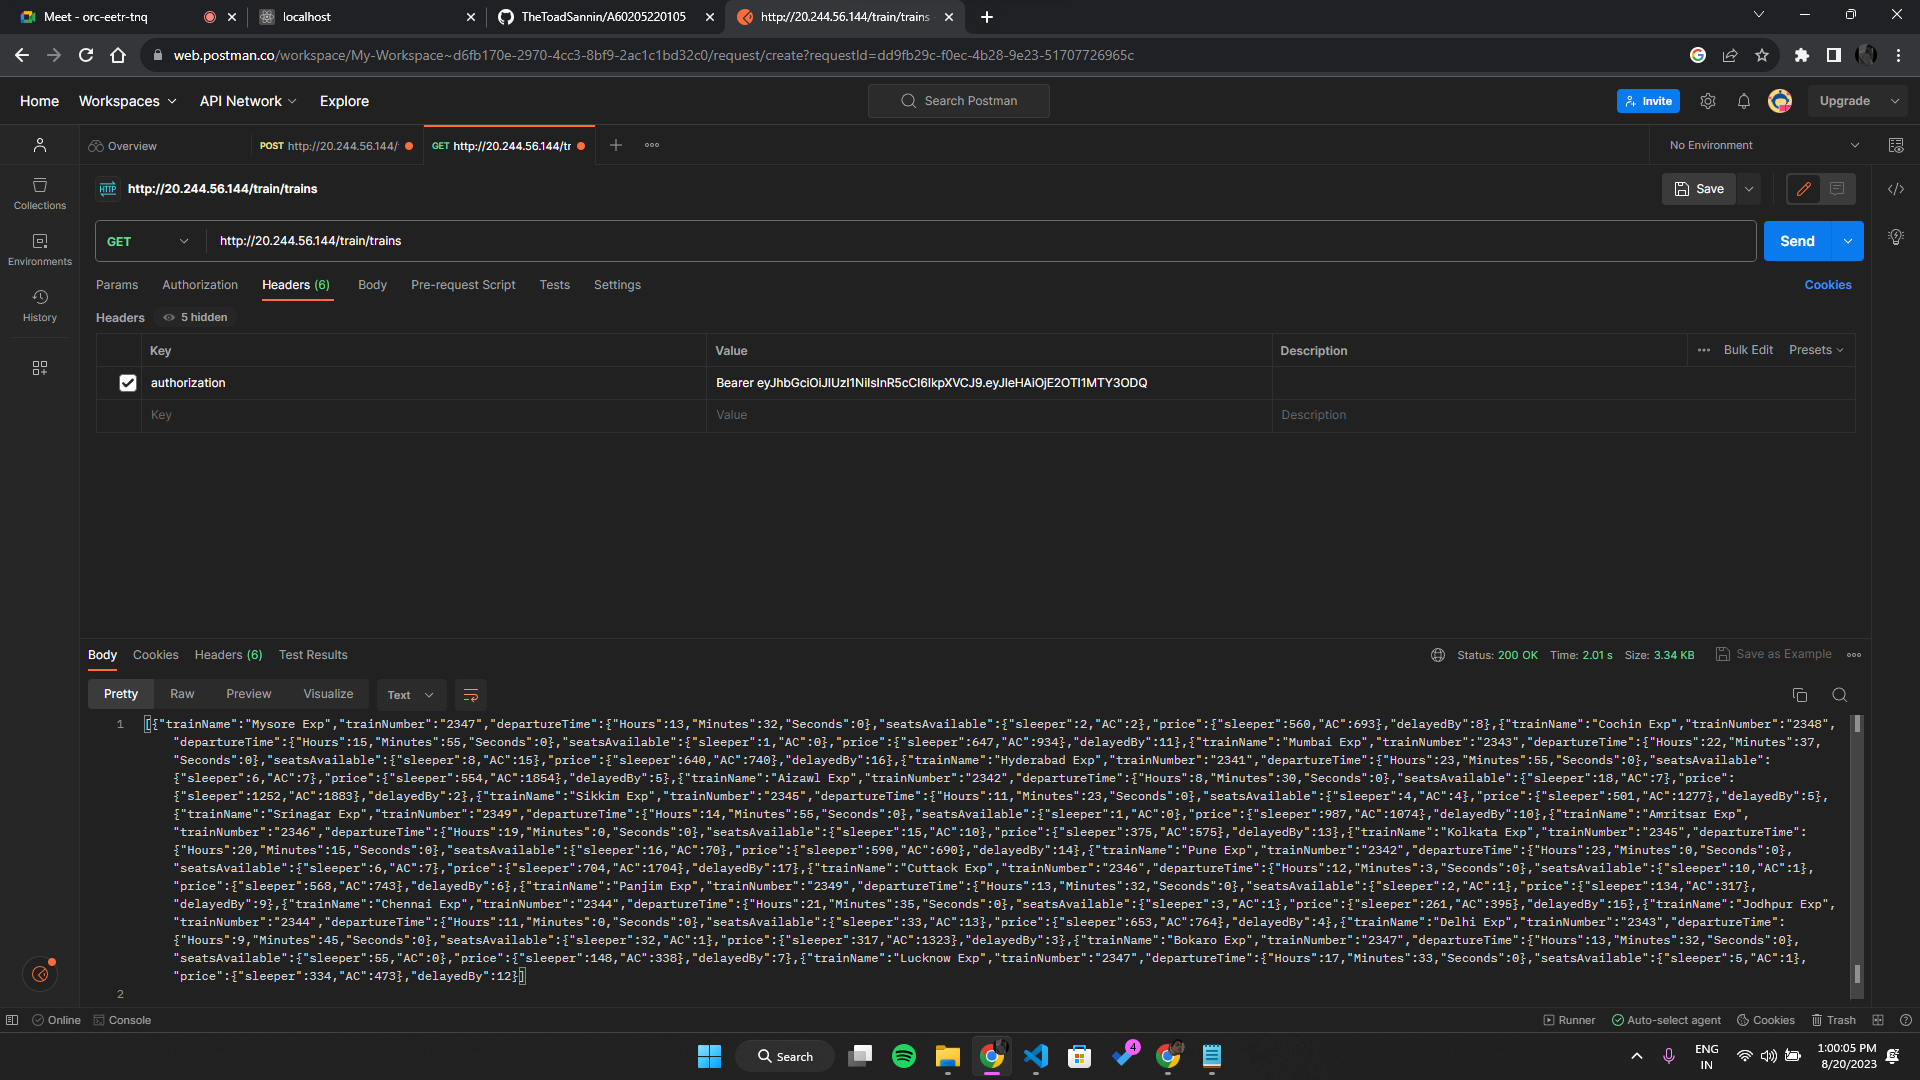 Meet - orc-eetr-tnq
localhost
TheToadSannin/A60205220105
http://20.244.56.144/train/trains
web.postman.co/workspace/My-Workspace~d6fb170e-2970-4cc3-8bf9-2ac1c1bd32c0/request/create?requestId=dd9fb29c-f0ec-4b28-9e23-51707726965c
Home Workspaces API Network Explore
Search Postman
Invite
Upgrade
Overview
POST http://20.244.56.144/
GET http://20.244.56.144/tr
No Environment
HTTP http://20.244.56.144/train/trains
Save
Collections
Environments
History
GET http://20.244.56.144/train/trains
Send
Params Authorization Headers (6) Body Pre-request Script Tests Settings
Cookies
Headers 5 hidden
Key Value Description
Bulk Edit Presets
authorization Bearer eyJhbGciOiJIUzI1NiIsInR5cCI6IkpXVCJ9.eyJleHAiOjE2OTI1MTY3ODQ
Key Value Description
Body Cookies Headers (6) Test Results
Status: 200 OK Time: 2.01 s Size: 3.34 KB Save as Example
Pretty Raw Preview Visualize Text
1 [{"trainName":"Mysore Exp","trainNumber":"2347","departureTime":{"Hours":13,"Minutes":32,"Seconds":0},"seatsAvailable":{"sleeper":2,"AC":2},"price":{"sleeper":560,"AC":693},"delayedBy":8},{"trainName":"Cochin Exp","trainNumber":"2348",
"departureTime":{"Hours":15,"Minutes":55,"Seconds":0},"seatsAvailable":{"sleeper":1,"AC":0},"price":{"sleeper":647,"AC":934},"delayedBy":11},{"trainName":"Mumbai Exp","trainNumber":"2343","departureTime":{"Hours":22,"Minutes":37,
"Seconds":0},"seatsAvailable":{"sleeper":8,"AC":15},"price":{"sleeper":640,"AC":740},"delayedBy":16},{"trainName":"Hyderabad Exp","trainNumber":"2341","departureTime":{"Hours":23,"Minutes":55,"Seconds":0},"seatsAvailable":
{"sleeper":6,"AC":7},"price":{"sleeper":554,"AC":1854},"delayedBy":5},{"trainName":"Aizawl Exp","trainNumber":"2342","departureTime":{"Hours":8,"Minutes":30,"Seconds":0},"seatsAvailable":{"sleeper":18,"AC":7},"price":
{"sleeper":1252,"AC":1883},"delayedBy":2},{"trainName":"Sikkim Exp","trainNumber":"2345","departureTime":{"Hours":11,"Minutes":23,"Seconds":0},"seatsAvailable":{"sleeper":4,"AC":4},"price":{"sleeper":501,"AC":1277},"delayedBy":5},
{"trainName":"Srinagar Exp","trainNumber":"2349","departureTime":{"Hours":14,"Minutes":55,"Seconds":0},"seatsAvailable":{"sleeper":1,"AC":0},"price":{"sleeper":987,"AC":1074},"delayedBy":10},{"trainName":"Amritsar Exp",
"trainNumber":"2346","departureTime":{"Hours":19,"Minutes":0,"Seconds":0},"seatsAvailable":{"sleeper":15,"AC":10},"price":{"sleeper":375,"AC":575},"delayedBy":13},{"trainName":"Kolkata Exp","trainNumber":"2345","departureTime":
{"Hours":20,"Minutes":15,"Seconds":0},"seatsAvailable":{"sleeper":16,"AC":70},"price":{"sleeper":590,"AC":690},"delayedBy":14},{"trainName":"Pune Exp","trainNumber":"2342","departureTime":{"Hours":23,"Minutes":0,"Seconds":0},
"seatsAvailable":{"sleeper":6,"AC":7},"price":{"sleeper":704,"AC":1704},"delayedBy":17},{"trainName":"Cuttack Exp","trainNumber":"2346","departureTime":{"Hours":12,"Minutes":3,"Seconds":0},"seatsAvailable":{"sleeper":10,"AC":1},
"price":{"sleeper":568,"AC":743},"delayedBy":6},{"trainName":"Panjim Exp","trainNumber":"2349","departureTime":{"Hours":13,"Minutes":32,"Seconds":0},"seatsAvailable":{"sleeper":2,"AC":1},"price":{"sleeper":134,"AC":317},
"delayedBy":9},{"trainName":"Chennai Exp","trainNumber":"2344","departureTime":{"Hours":21,"Minutes":35,"Seconds":0},"seatsAvailable":{"sleeper":3,"AC":1},"price":{"sleeper":261,"AC":395},"delayedBy":15},{"trainName":"Jodhpur Exp",
"trainNumber":"2344","departureTime":{"Hours":11,"Minutes":0,"Seconds":0},"seatsAvailable":{"sleeper":33,"AC":13},"price":{"sleeper":653,"AC":764},"delayedBy":4},{"trainName":"Delhi Exp","trainNumber":"2343","departureTime":
{"Hours":9,"Minutes":45,"Seconds":0},"seatsAvailable":{"sleeper":32,"AC":1},"price":{"sleeper":317,"AC":1323},"delayedBy":3},{"trainName":"Bokaro Exp","trainNumber":"2347","departureTime":{"Hours":13,"Minutes":32,"Seconds":0},
"seatsAvailable":{"sleeper":55,"AC":0},"price":{"sleeper":148,"AC":338},"delayedBy":7},{"trainName":"Lucknow Exp","trainNumber":"2347","departureTime":{"Hours":17,"Minutes":33,"Seconds":0},"seatsAvailable":{"sleeper":5,"AC":1},
"price":{"sleeper":334,"AC":473},"delayedBy":12}]
2
Online Console
Runner Auto-select agent Cookies Trash
Search
4
ENG
IN
1:00:05 PM
8/20/2023